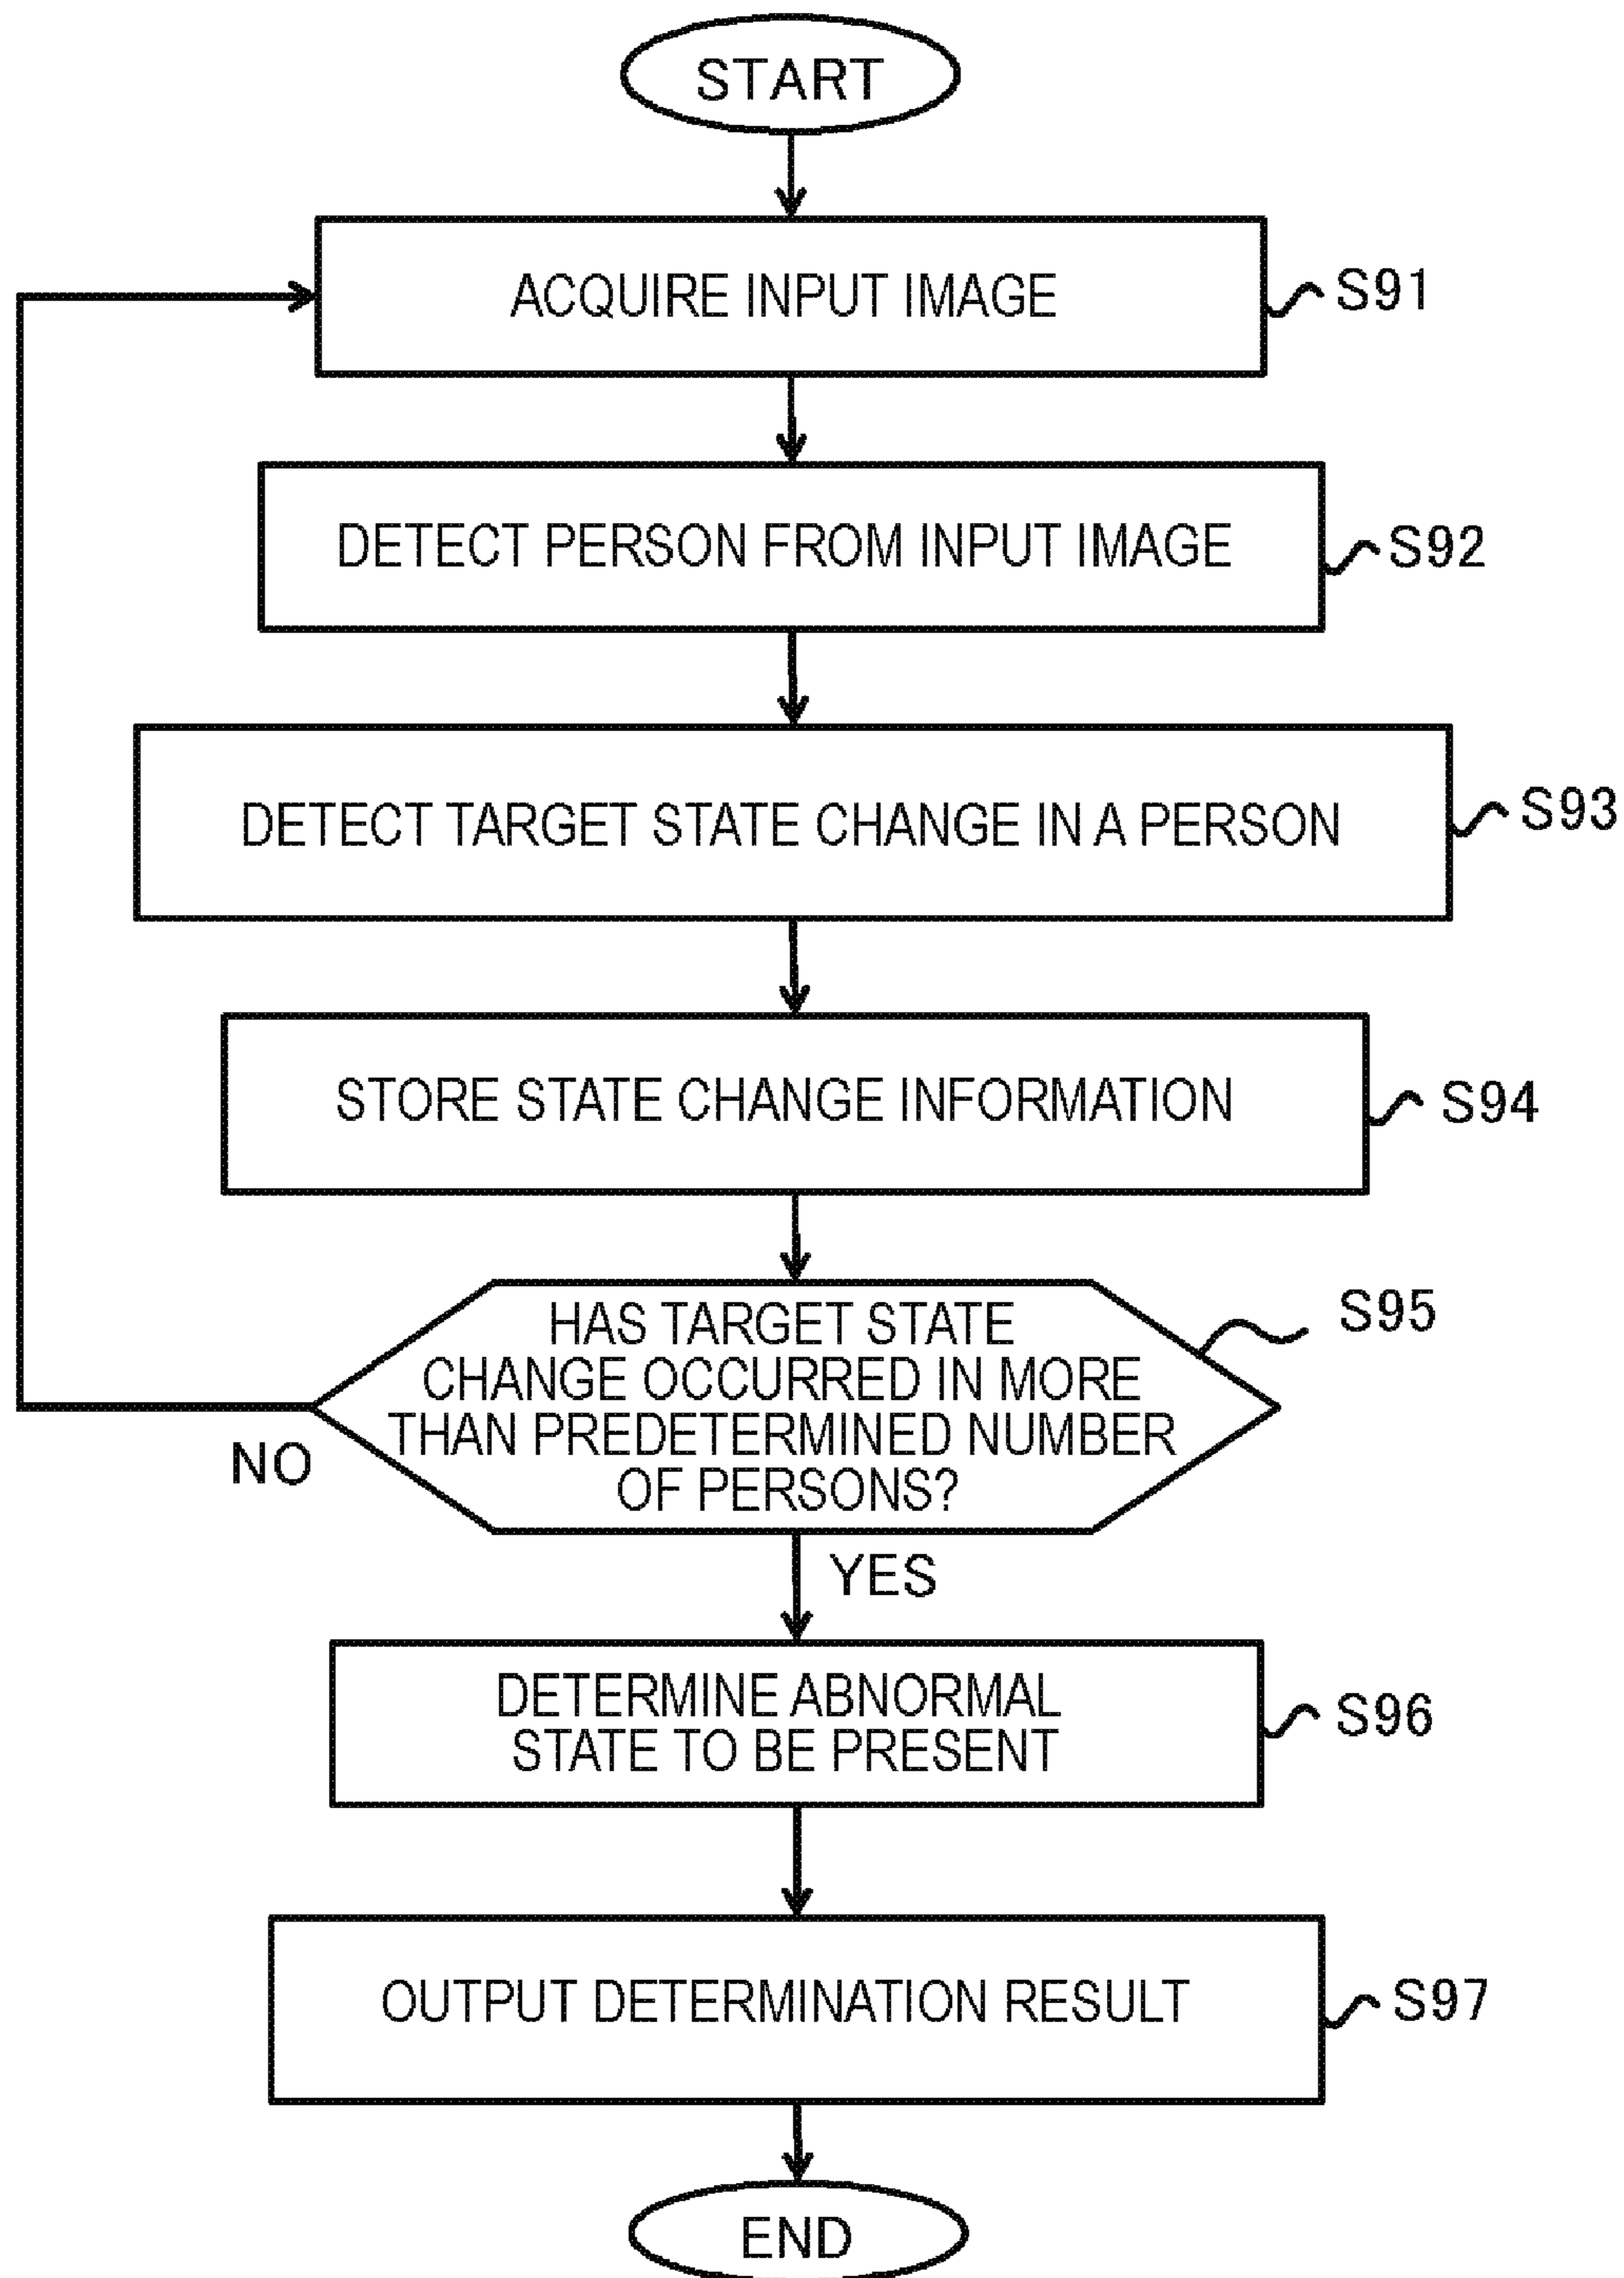 START
ACQUIRE INPUT IMAGE
S91
DETECT PERSON FROM INPUT IMAGE
S92
DETECT TARGET STATE CHANGE IN A PERSON
S93
STORE STATE CHANGE INFORMATION
S94
HAS TARGET STATE
CHANGE OCCURRED IN MORE
THAN PREDETERMINED NUMBER
OF PERSONS?
S95
NO
YES
DETERMINE ABNORMAL
STATE TO BE PRESENT
S96
OUTPUT DETERMINATION RESULT
S97
END